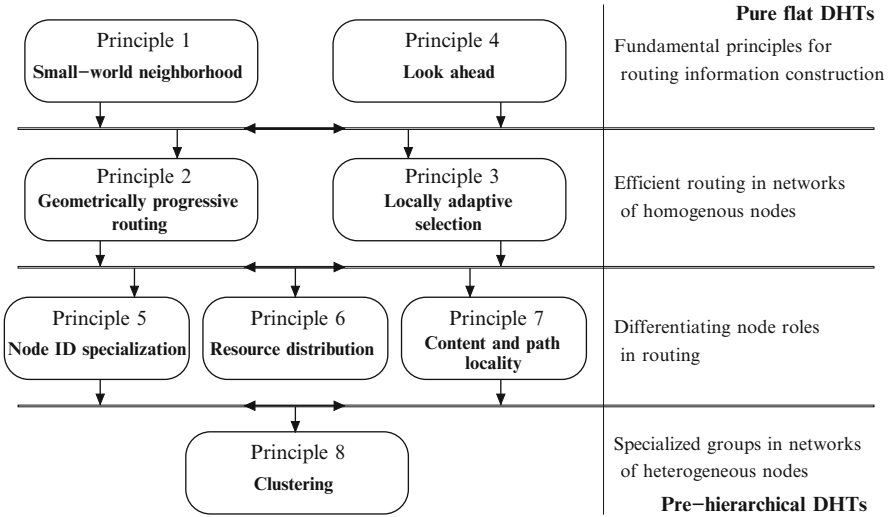 Pure flat DHTs
Principle 1
Small−world neighborhood
Principle 4
Look ahead
Fundamental principles for
routing information construction
Principle 2
Geometrically progressive
routing
Principle 3
Locally adaptive
selection
Efficient routing in networks
of homogenous nodes
Principle 5
Node ID specialization
Principle 6
Resource distribution
Principle 7
Content and path
locality
Differentiating node roles
in routing
Principle 8
Clustering
Specialized groups in networks
of heterogeneous nodes
Pre−hierarchical DHTs